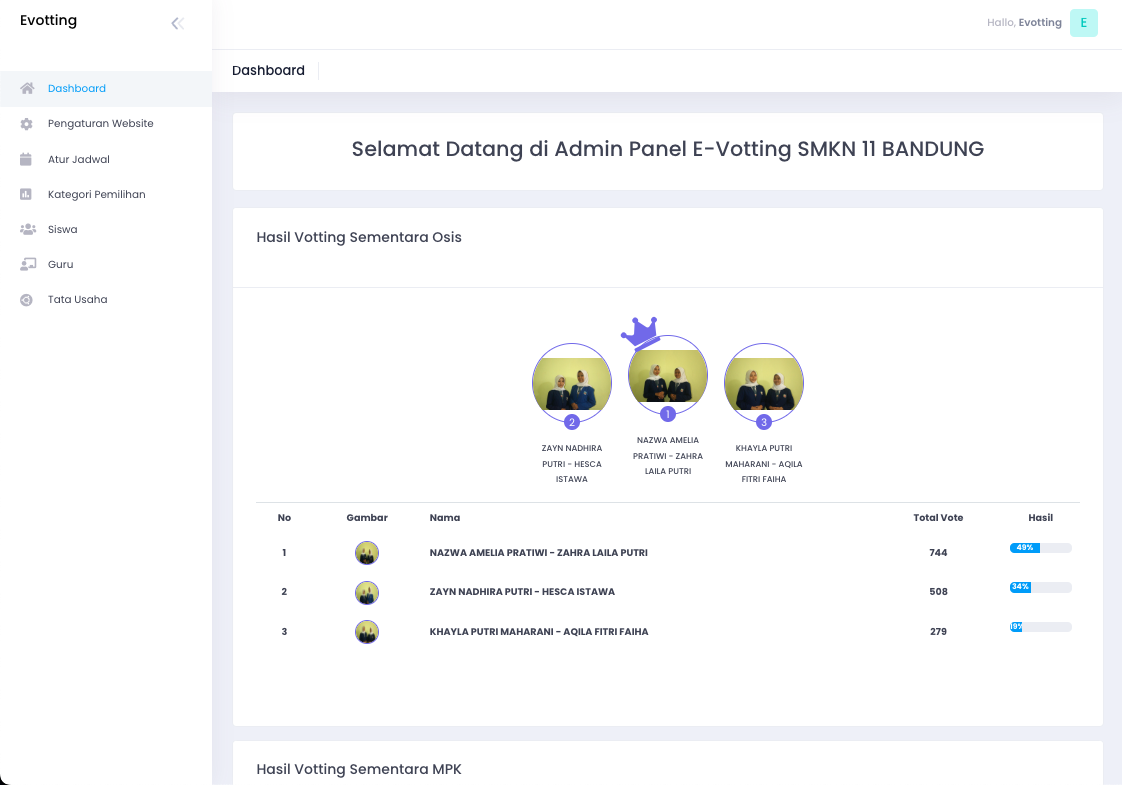 Evotting
Hallo, Evotting
E
Dashboard
Dashboard
Pengaturan Website
Atur Jadwal
Kategori Pemilihan
Siswa
Guru
Tata Usaha
Selamat Datang di Admin Panel E-Votting SMKN 11 BANDUNG
Hasil Votting Sementara Osis
2
ZAYN NADHIRA
PUTRI - HESCA
ISTAWA
1
NAZWA AMELIA
PRATIWI - ZAHRA
LAILA PUTRI
3
KHAYLA PUTRI
MAHARANI - AQILA
FITRI FAIHA
No Gambar Nama Total Vote Hasil
1 NAZWA AMELIA PRATIWI - ZAHRA LAILA PUTRI 744 49%
2 ZAYN NADHIRA PUTRI - HESCA ISTAWA 508 34%
3 KHAYLA PUTRI MAHARANI - AQILA FITRI FAIHA 279
Hasil Votting Sementara MPK